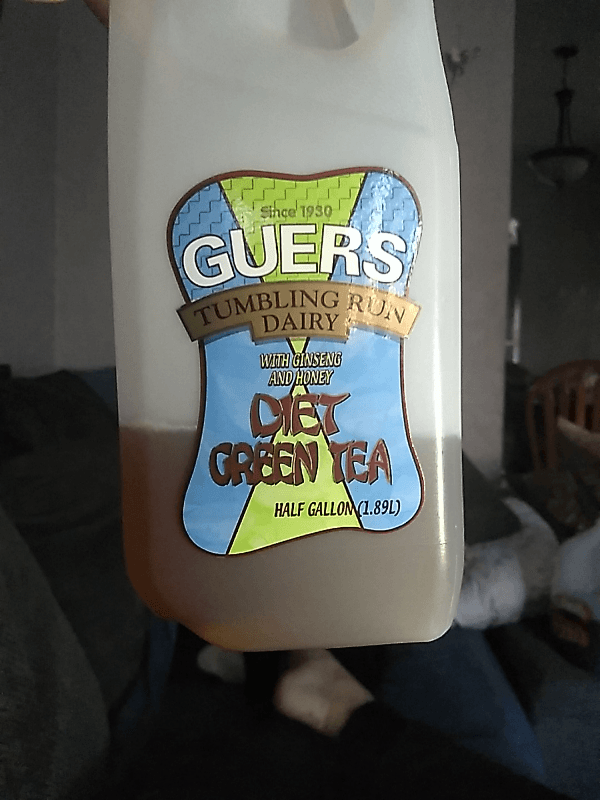 Since 1930
GUERS
TUMBLING RUN
DAIRY
WITH GINSENG
AND HONEY
DIET
GREEN TEA
HALF GALLON (1.89L)